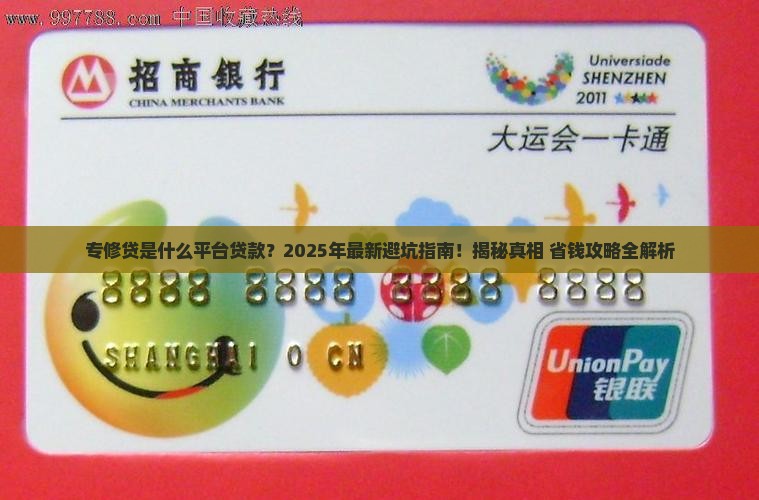 www.997788.com 中国收藏热线
招商银行
CHINA MERCHANTS BANK
Universiade
SHENZHEN
2011
大运会一卡通
专修贷是什么平台贷款？2025年最新避坑指南！揭秘真相 省钱攻略全解析
8888 8888 8888 8888
SHANGHAI 0 CN
UnionPay
银联